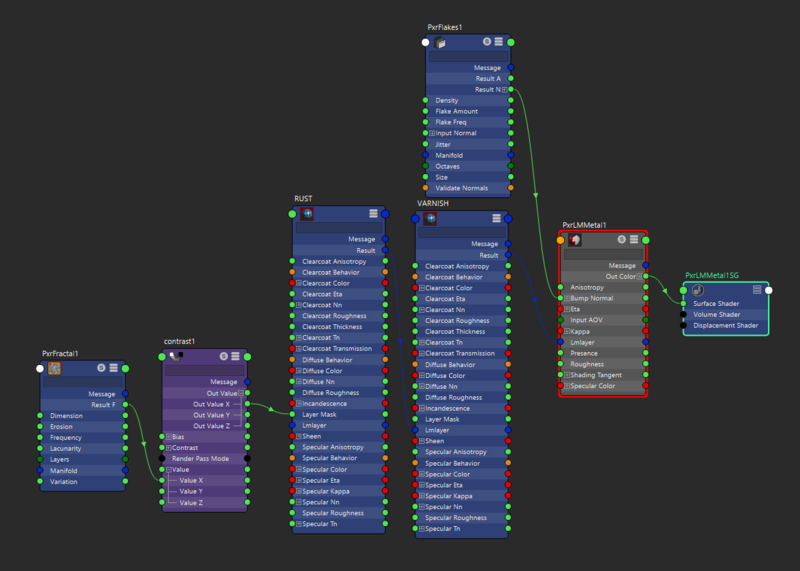 PxrFlakes1
S
Message
Result A
Result N
Density
Flake Amount
Flake Freq
Input Normal
Jitter
Manifold
Octaves
Size
Validate Normals
RUST
Message
Result
Clearcoat Anisotropy
Clearcoat Behavior
Clearcoat Color
Clearcoat Eta
Clearcoat Nn
Clearcoat Roughness
Clearcoat Thickness
Clearcoat Tn
Clearcoat Transmission
Diffuse Behavior
Diffuse Color
Diffuse Nn
Diffuse Roughness
Incandescence
Layer Mask
Lmlayer
Sheen
Specular Anisotropy
Specular Behavior
Specular Color
Specular Eta
Specular Kappa
Specular Nn
Specular Roughness
Specular Tn
VARNISH
Message
Result
Clearcoat Anisotropy
Clearcoat Behavior
Clearcoat Color
Clearcoat Eta
Clearcoat Nn
Clearcoat Roughness
Clearcoat Thickness
Clearcoat Tn
Clearcoat Transmission
Diffuse Behavior
Diffuse Color
Diffuse Nn
Diffuse Roughness
Incandescence
Layer Mask
Lmlayer
Sheen
Specular Anisotropy
Specular Behavior
Specular Color
Specular Eta
Specular Kappa
Specular Nn
Specular Roughness
Specular Tn
PxrLMMetal1
S
Message
Out Color
Anisotropy
Bump Normal
Eta
Input AOV
Kappa
Lmlayer
Presence
Roughness
Shading Tangent
Specular Color
PxrLMMetal1SG
Surface Shader
Volume Shader
Displacement Shader
contrast1
S
Message
Out Value
Out Value X
Out Value Y
Out Value Z
Bias
Contrast
Render Pass Mode
Value
Value X
Value Y
Value Z
PxrFractal1
S
Message
Result F
Dimension
Erosion
Frequency
Lacunarity
Layers
Manifold
Variation